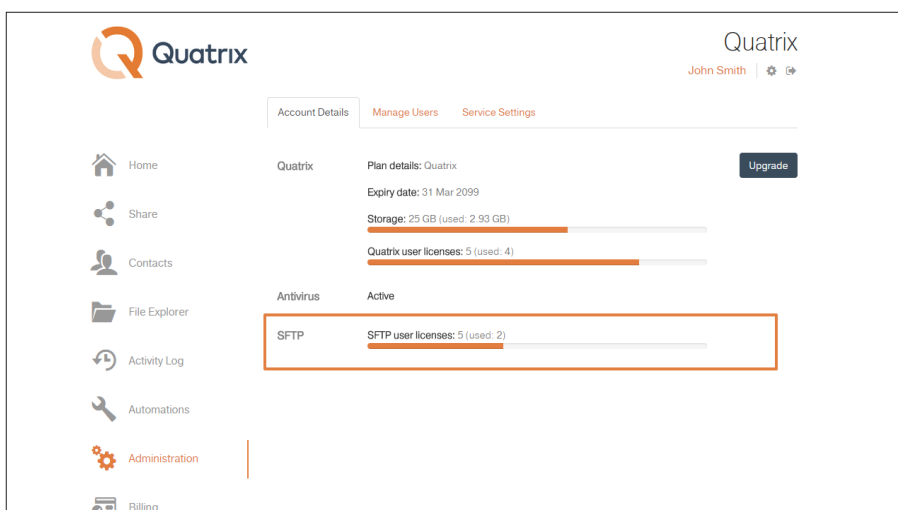 Quatrix
Quatrix
John Smith
Account Details
Manage Users
Service Settings
Home
Share
Contacts
File Explorer
Activity Log
Automations
Administration
Billing
Quatrix
Plan details: Quatrix
Upgrade
Expiry date: 31 Mar 2099
Storage: 25 GB (used: 2.93 GB)
Quatrix user licenses: 5 (used: 4)
Antivirus
Active
SFTP
SFTP user licenses: 5 (used: 2)